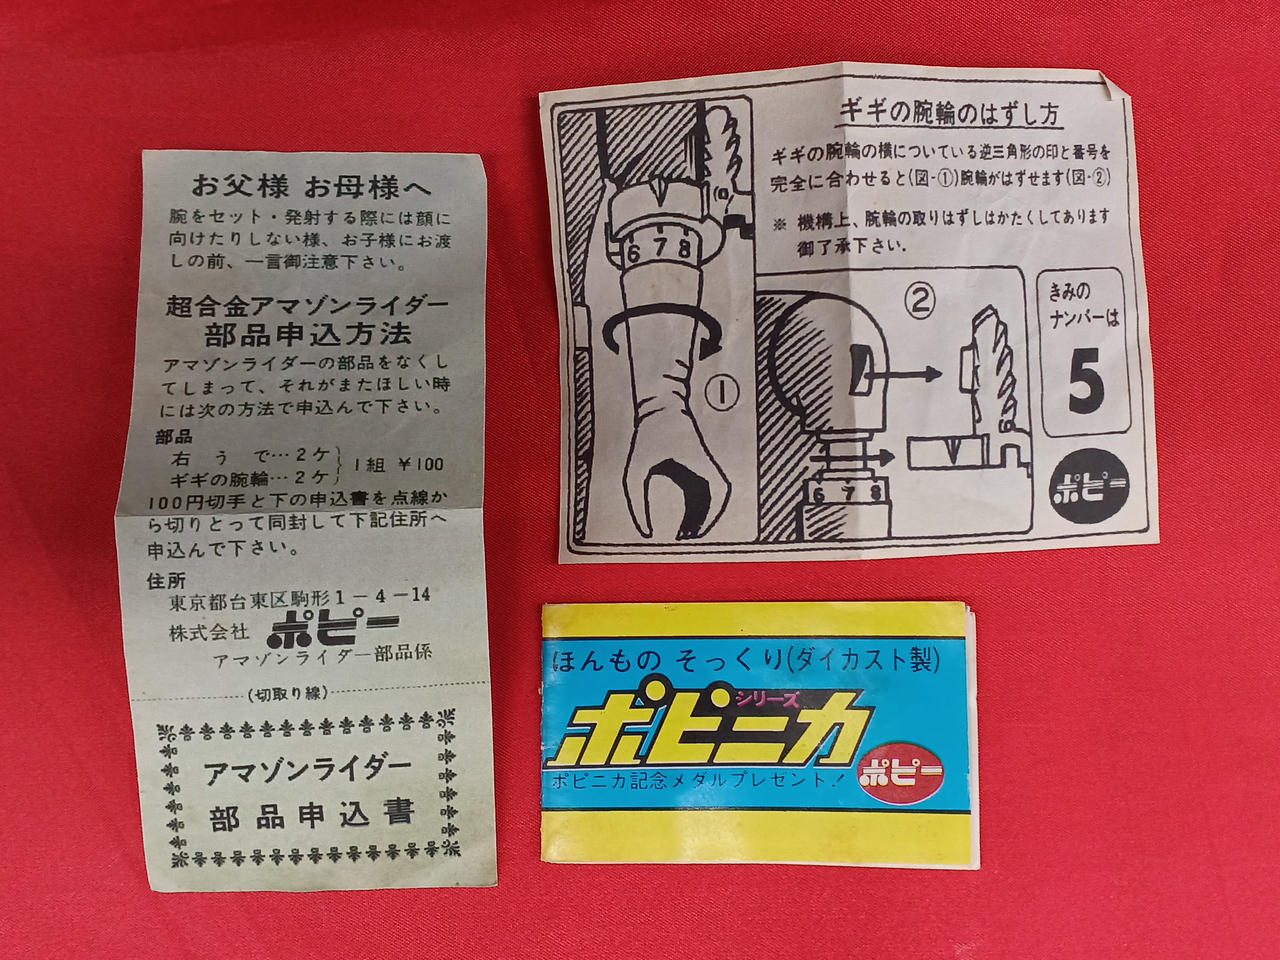 お父様 お母様へ
腕をセット・発射する際には顔に
向けたりしない様、お子様にお渡
しの前、一言御注意下さい。
超合金アマゾンライダー
部品申込方法
アマゾンライダーの部品をなくし
てしまって、それがまたほしい時
には次の方法で申込んで下さい。
部品
右うで…2ケ
ギギの腕輪…2ケ
1組 ¥100
100円切手と下の申込書を点線か
ら切りとって同封して下記住所へ
申込んで下さい。
住所
東京都台東区駒形1-4-14
株式会社 ポピー
アマゾンライダー部品係
(切取り線)
アマゾンライダー
部品申込書
ギギの腕輪のはずし方
ギギの腕輪の横についている逆三角形の印と番号を
完全に合わせると(図-①)腕輪がはずせます(図-②)
※ 機構上、腕輪の取りはずしはかたくしてあります
御了承下さい.
6 7 8
①
②
6 7 8
きみの
ナンバーは
5
ポピー
ほんもの そっくり(ダイカスト製)
シリーズ
ポピニカ
ポピニカ記念メダルプレゼント!
ポピー